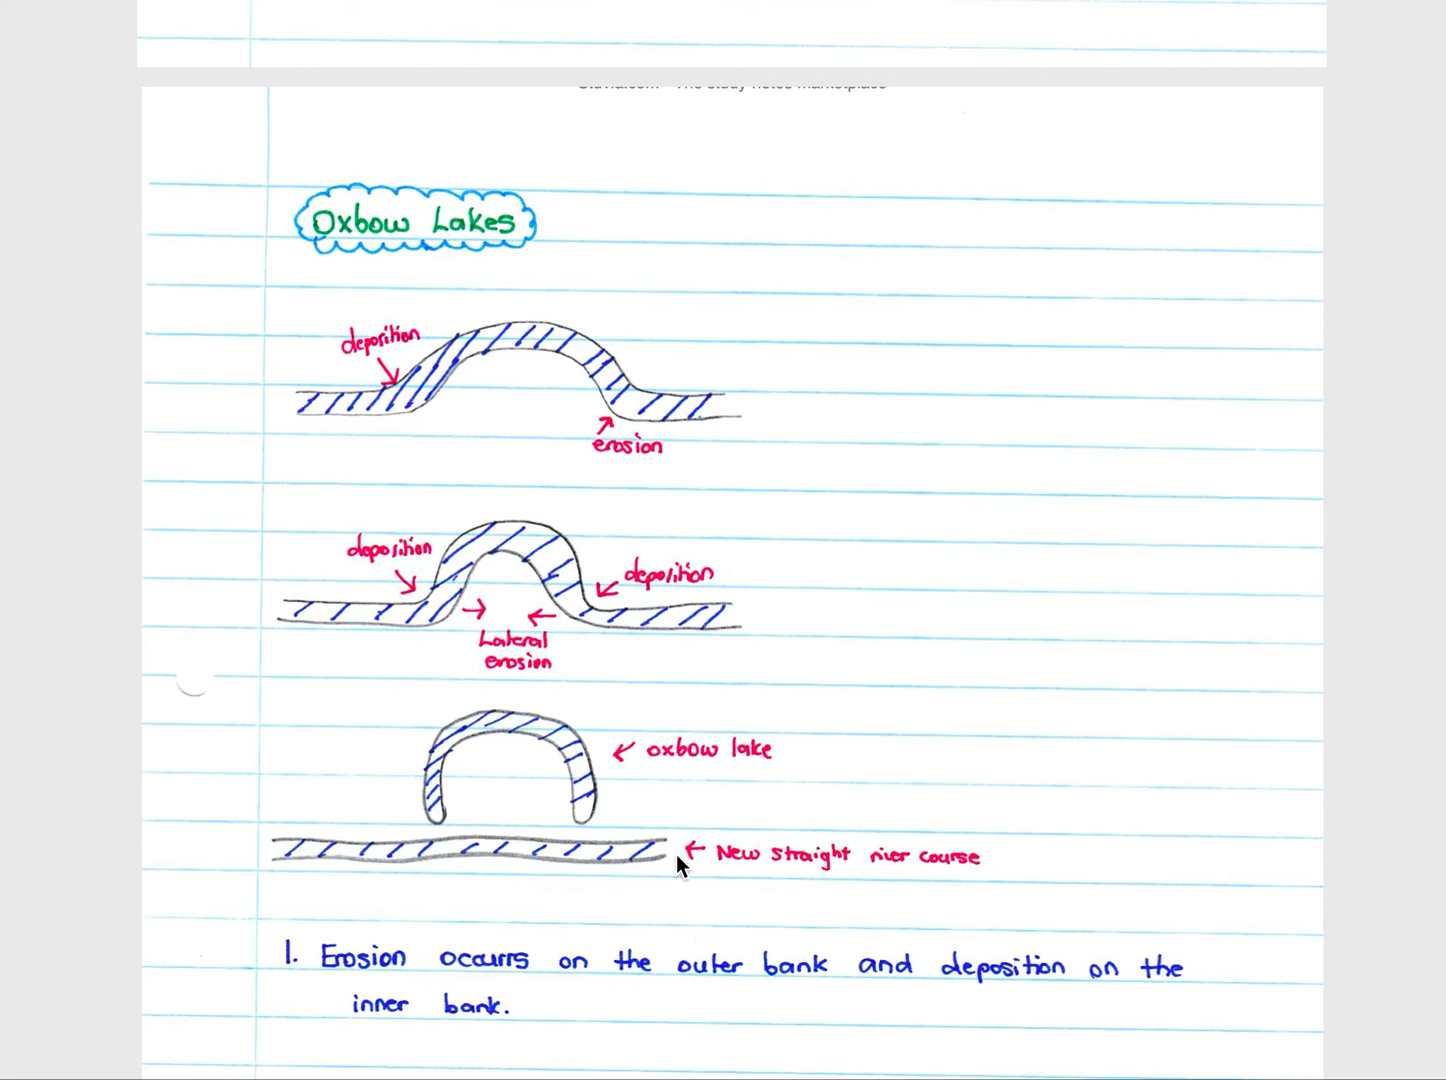 Oxbow Lakes
deposition
erosion
deposition
deposition
Lateral
erosion
oxbow lake
New straight river course
1. Erosion occurrs on the outer bank and deposition on the
inner bank.